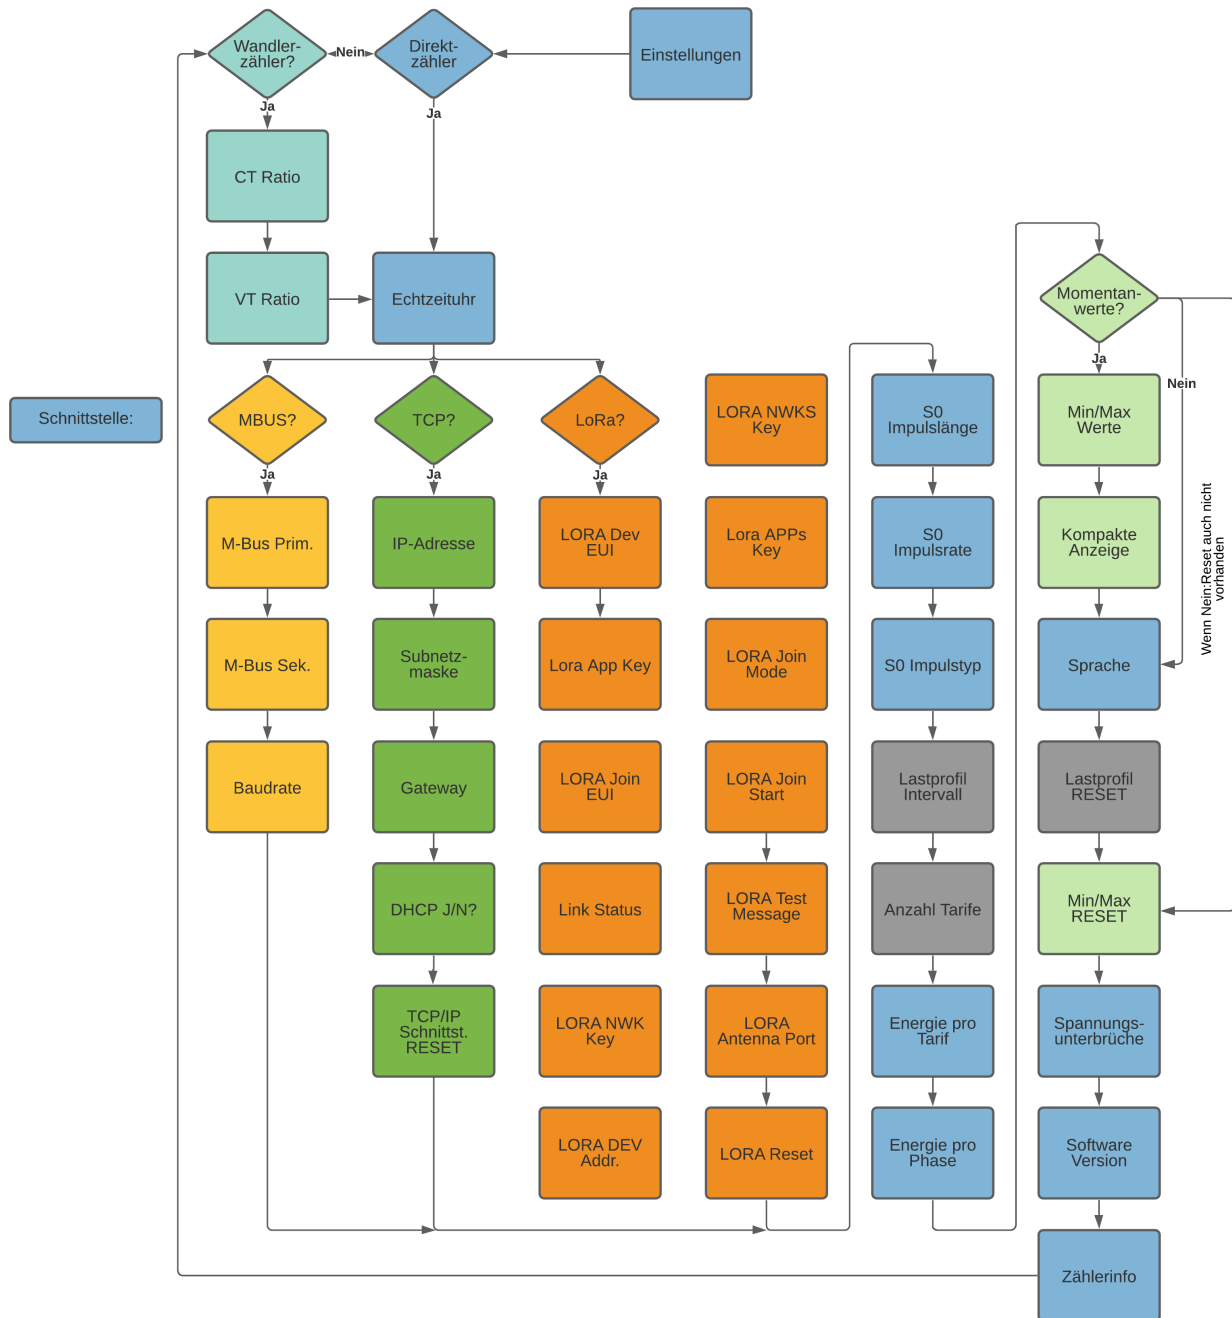 Wandler-
zähler?
Nein
Direkt-
zähler
Einstellungen
Ja
Ja
CT Ratio
VT Ratio
Echtzeituhr
Momentan-
werte?
Ja
Nein
Schnittstelle:
MBUS?
TCP?
LoRa?
Ja
Ja
Ja
M-Bus Prim.
M-Bus Sek.
Baudrate
IP-Adresse
Subnetz-
maske
Gateway
DHCP J/N?
TCP/IP
Schnittst.
RESET
LORA Dev
EUI
Lora App Key
LORA Join
EUI
Link Status
LORA NWK
Key
LORA DEV
Addr.
LORA NWKS
Key
Lora APPs
Key
LORA Join
Mode
LORA Join
Start
LORA Test
Message
LORA
Antenna Port
LORA Reset
S0
Impulslänge
S0
Impulsrate
S0 Impulstyp
Lastprofil
Intervall
Anzahl Tarife
Energie pro
Tarif
Energie pro
Phase
Min/Max
Werte
Kompakte
Anzeige
Sprache
Lastprofil
RESET
Min/Max
RESET
Spannungs-
unterbrüche
Software
Version
Zählerinfo
Wenn Nein:Reset auch nicht
vorhanden